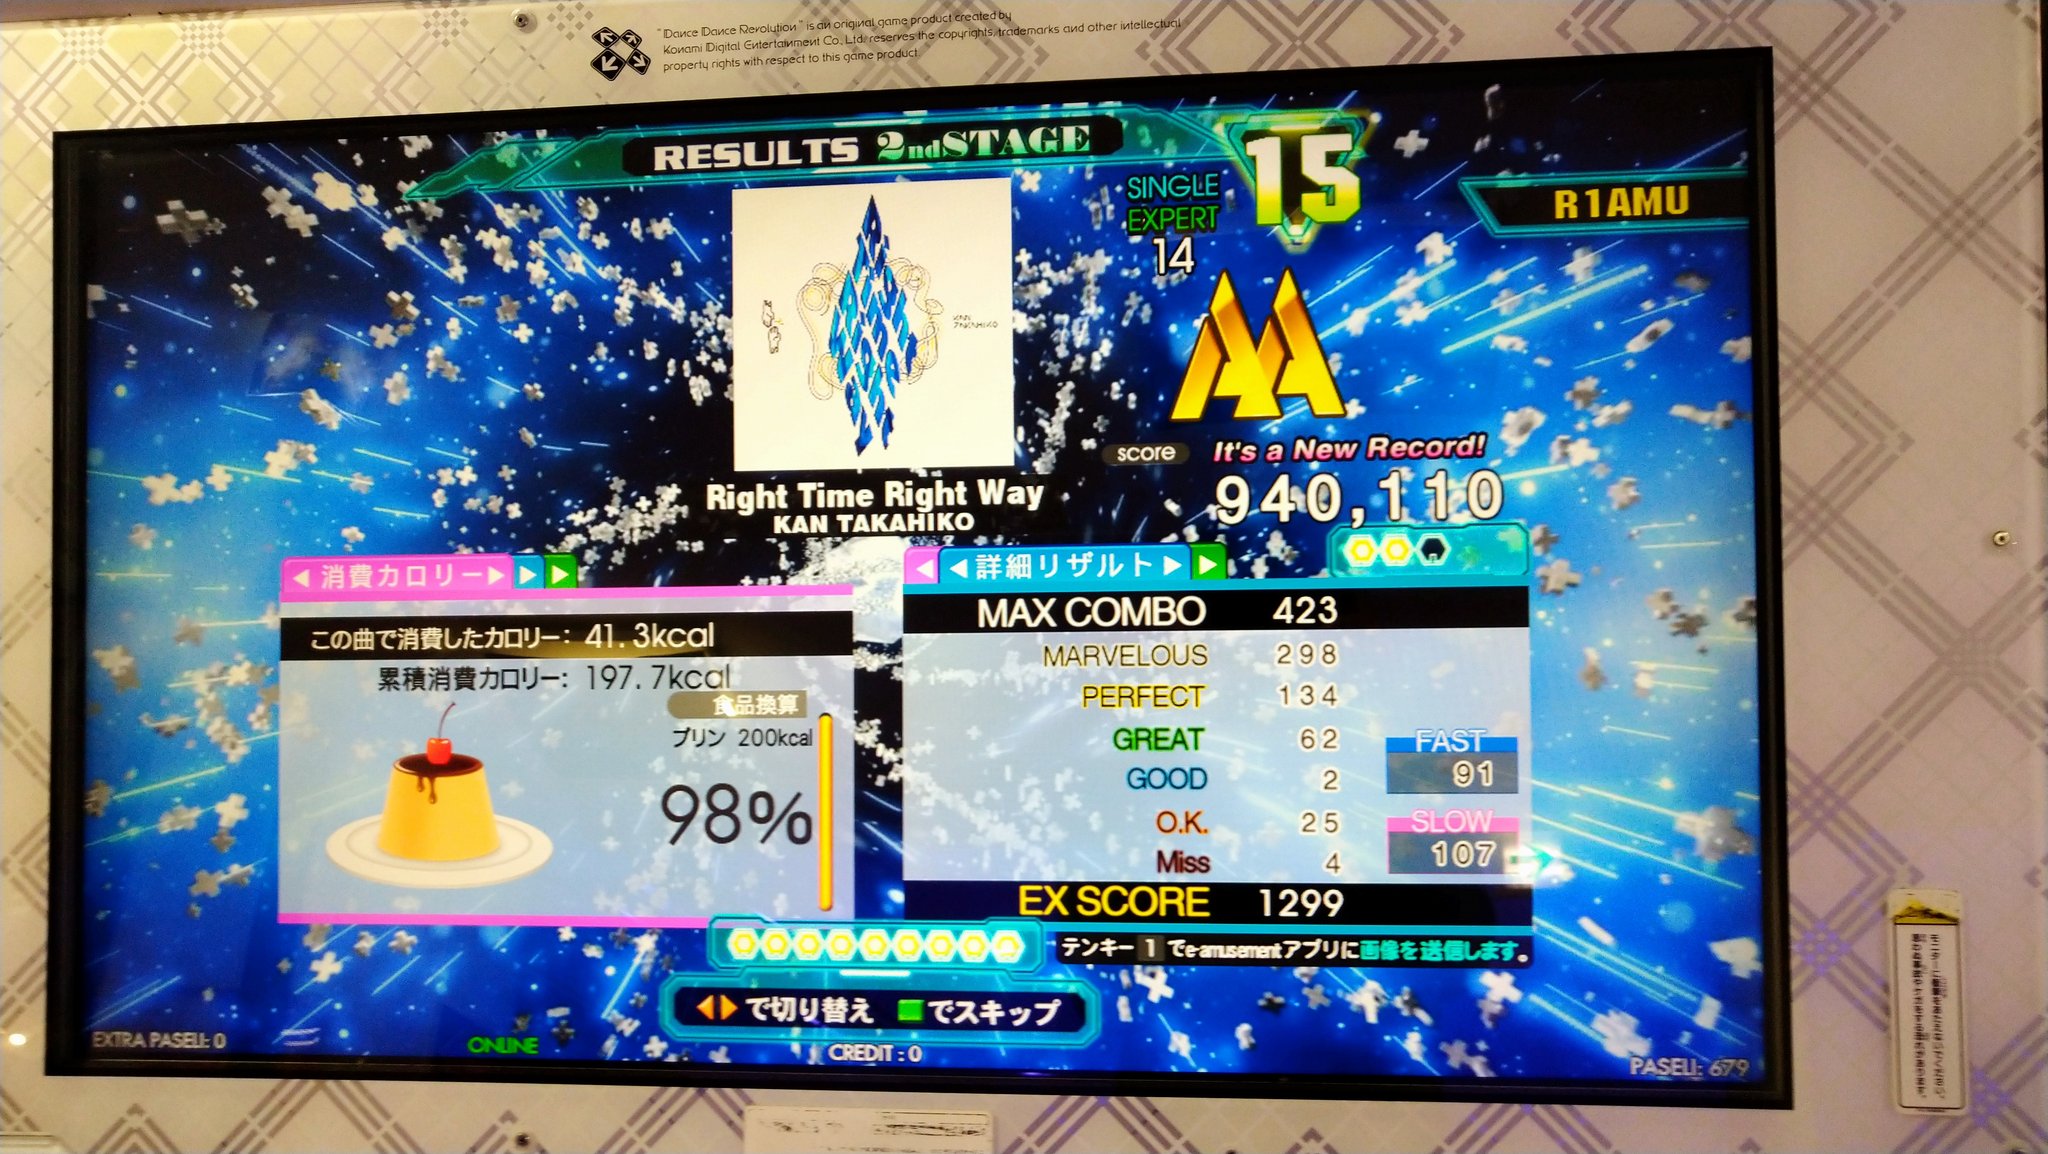 "Dance Dance Revolution" is an original game product created by
Konami Digital Entertainment Co., Ltd. reserves the copyrights, trademarks and other intellectual
property rights with respect to this game product.
RESULTS 2nd STAGE
15
R1AMU
SINGLE
EXPERT
14
AA
KAN
TAKAHIKO
score
It's a New Record!
940,110
Right Time Right Way
KAN TAKAHIKO
消費カロリー
この曲で消費したカロリー: 41.3kcal
累積消費カロリー: 197.7kcal
食品換算
プリン 200kcal
98%
詳細リザルト
MAX COMBO 423
MARVELOUS 298
PERFECT 134
GREAT 62
GOOD 2
O.K. 25
Miss 4
FAST
91
SLOW
107
EX SCORE 1299
テンキー 1 でe-amusementアプリに画像を送信します。
で切り替え でスキップ
EXTRA PASELI: 0
ONLINE
CREDIT : 0
PASELI: 679